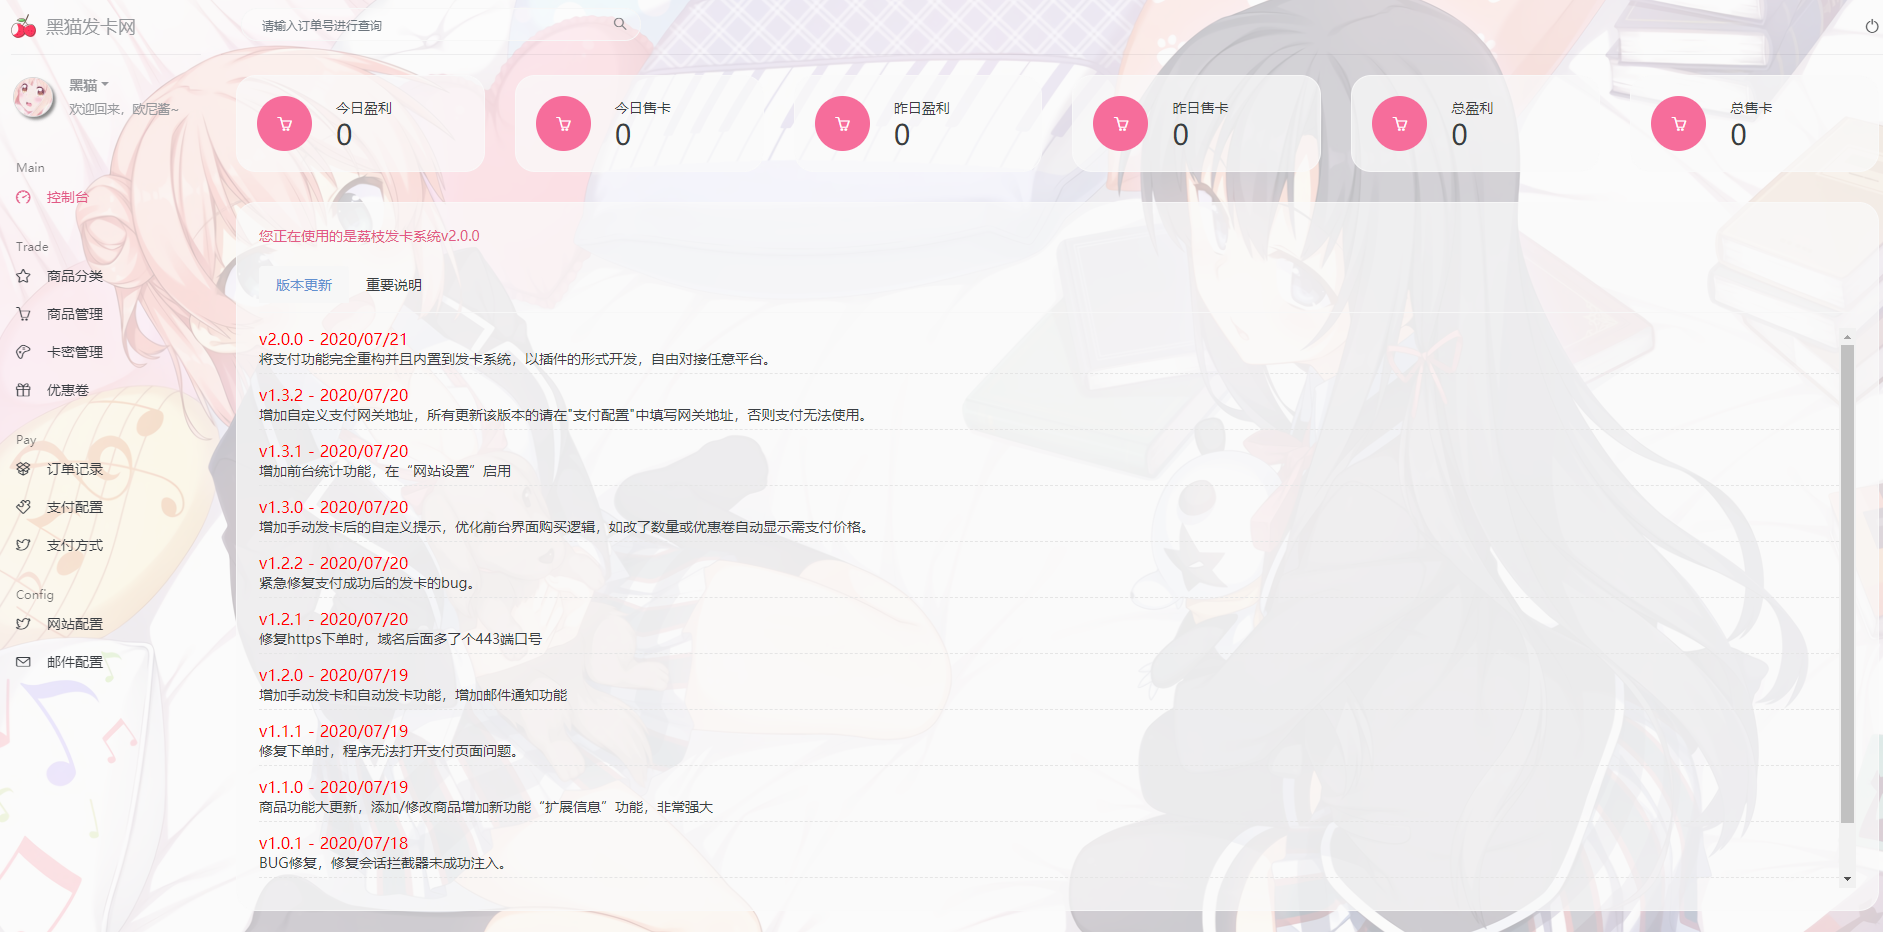 黑猫发卡网
请输入订单号进行查询
黑猫
欢迎回来，欧尼酱~
Main
控制台
Trade
商品分类
商品管理
卡密管理
优惠卷
Pay
订单记录
支付配置
支付方式
Config
网站配置
邮件配置
今日盈利
0
今日售卡
0
昨日盈利
0
昨日售卡
0
总盈利
0
总售卡
0
您正在使用的是荔枝发卡系统v2.0.0
版本更新 重要说明
v2.0.0 - 2020/07/21
将支付功能完全重构并且内置到发卡系统，以插件的形式开发，自由对接任意平台。
v1.3.2 - 2020/07/20
增加自定义支付网关地址，所有更新该版本的请在"支付配置"中填写网关地址，否则支付无法使用。
v1.3.1 - 2020/07/20
增加前台统计功能，在“网站设置”启用
v1.3.0 - 2020/07/20
增加手动发卡后的自定义提示，优化前台界面购买逻辑，如改了数量或优惠卷自动显示需支付价格。
v1.2.2 - 2020/07/20
紧急修复支付成功后的发卡的bug。
v1.2.1 - 2020/07/20
修复https下单时，域名后面多了个443端口号
v1.2.0 - 2020/07/19
增加手动发卡和自动发卡功能，增加邮件通知功能
v1.1.1 - 2020/07/19
修复下单时，程序无法打开支付页面问题。
v1.1.0 - 2020/07/19
商品功能大更新，添加/修改商品增加新功能“扩展信息”功能，非常强大
v1.0.1 - 2020/07/18
BUG修复，修复会话拦截器未成功注入。